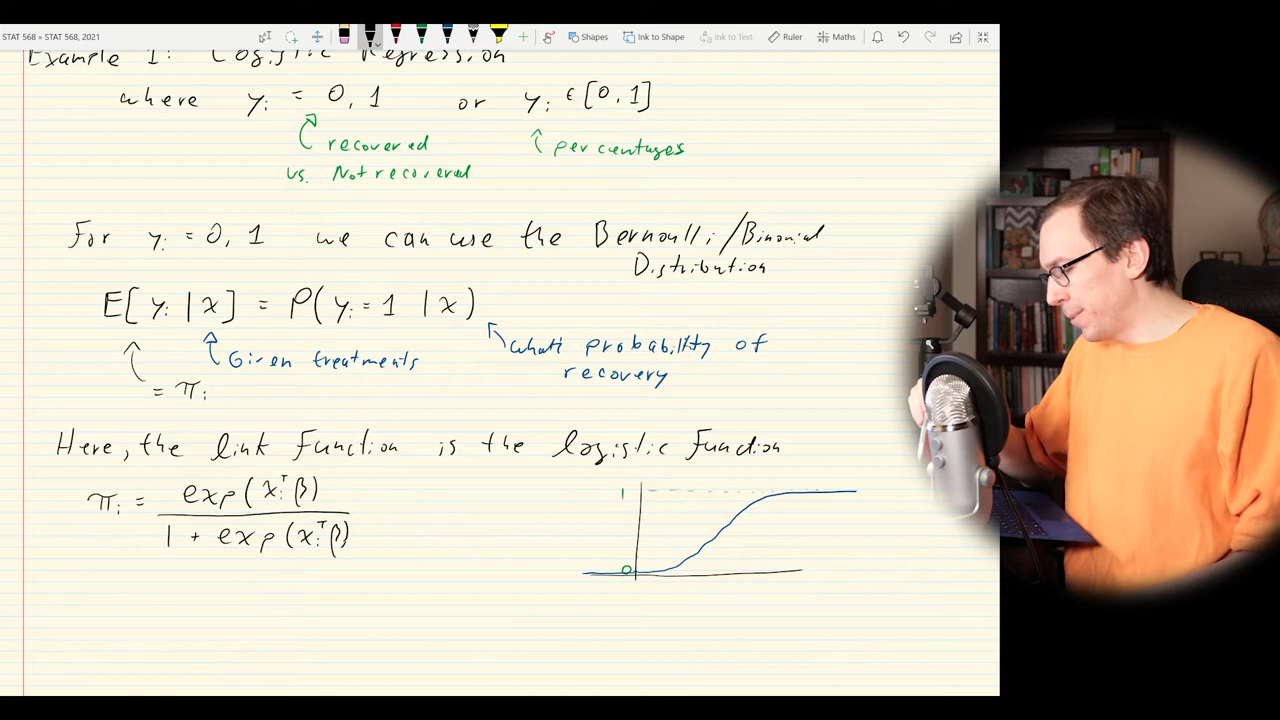 STAT 568 » STAT 568, 2021
Shapes
Ink to Shape
Ink to Text
Ruler
Maths
Example 1: Logistic Regression
where yᵢ = 0, 1 or yᵢ ∈ [0, 1]
recovered
vs. Not recovered
percentages
For yᵢ = 0, 1 we can use the Bernoulli/Binomial
Distribution
E[ yᵢ | x ] = P( yᵢ = 1 | x )
Given treatments
what probability of
recovery
= πᵢ
Here, the link Function is the logistic Function
πᵢ = exp( xᵢᵀβ)
1 + exp (xᵢᵀβ)
1
0